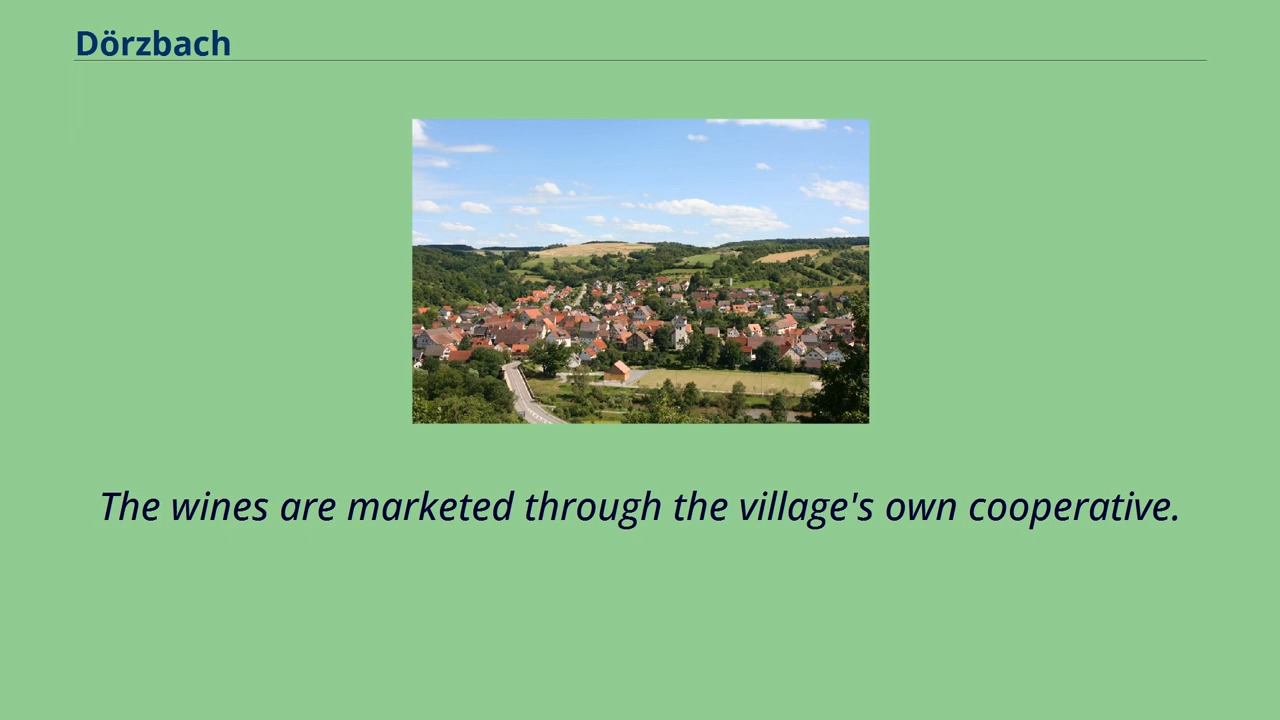 Dörzbach
The wines are marketed through the village's own cooperative.